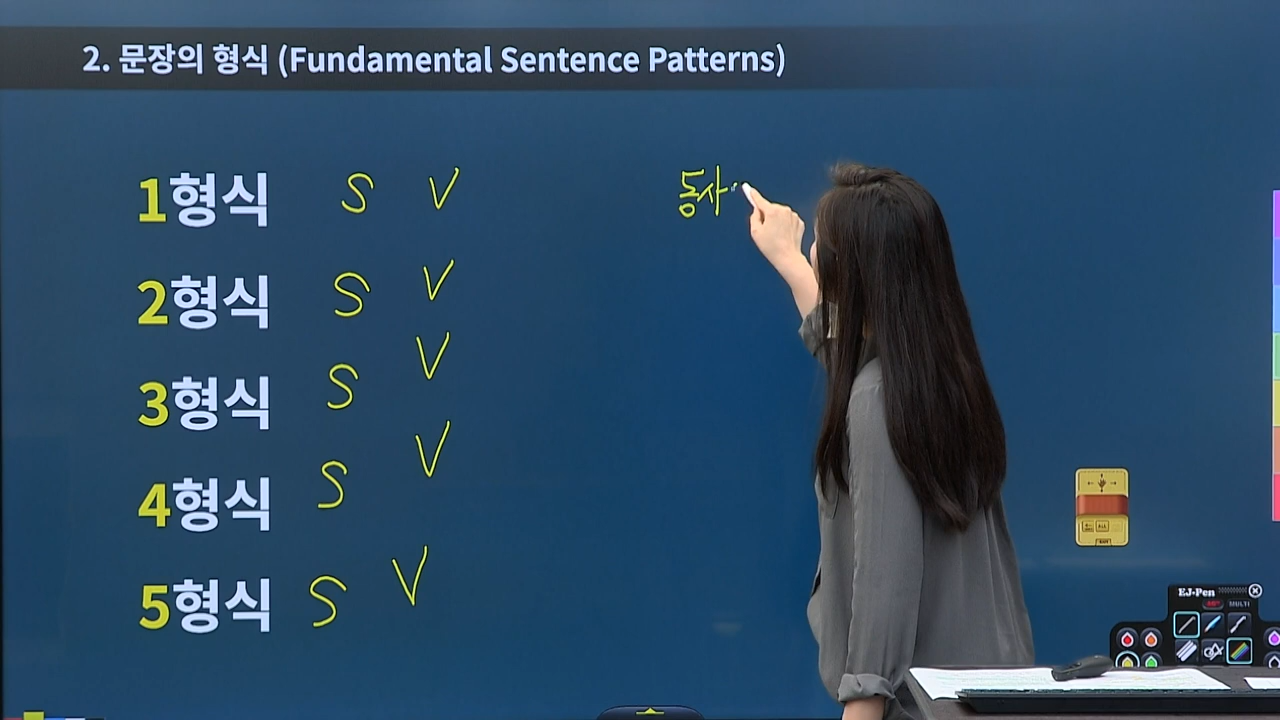 2. 문장의 형식 (Fundamental Sentence Patterns)
1형식 S V 동사
2형식 S V
3형식 S V
4형식 S V
5형식 S V
EJ-Pen
MULTI